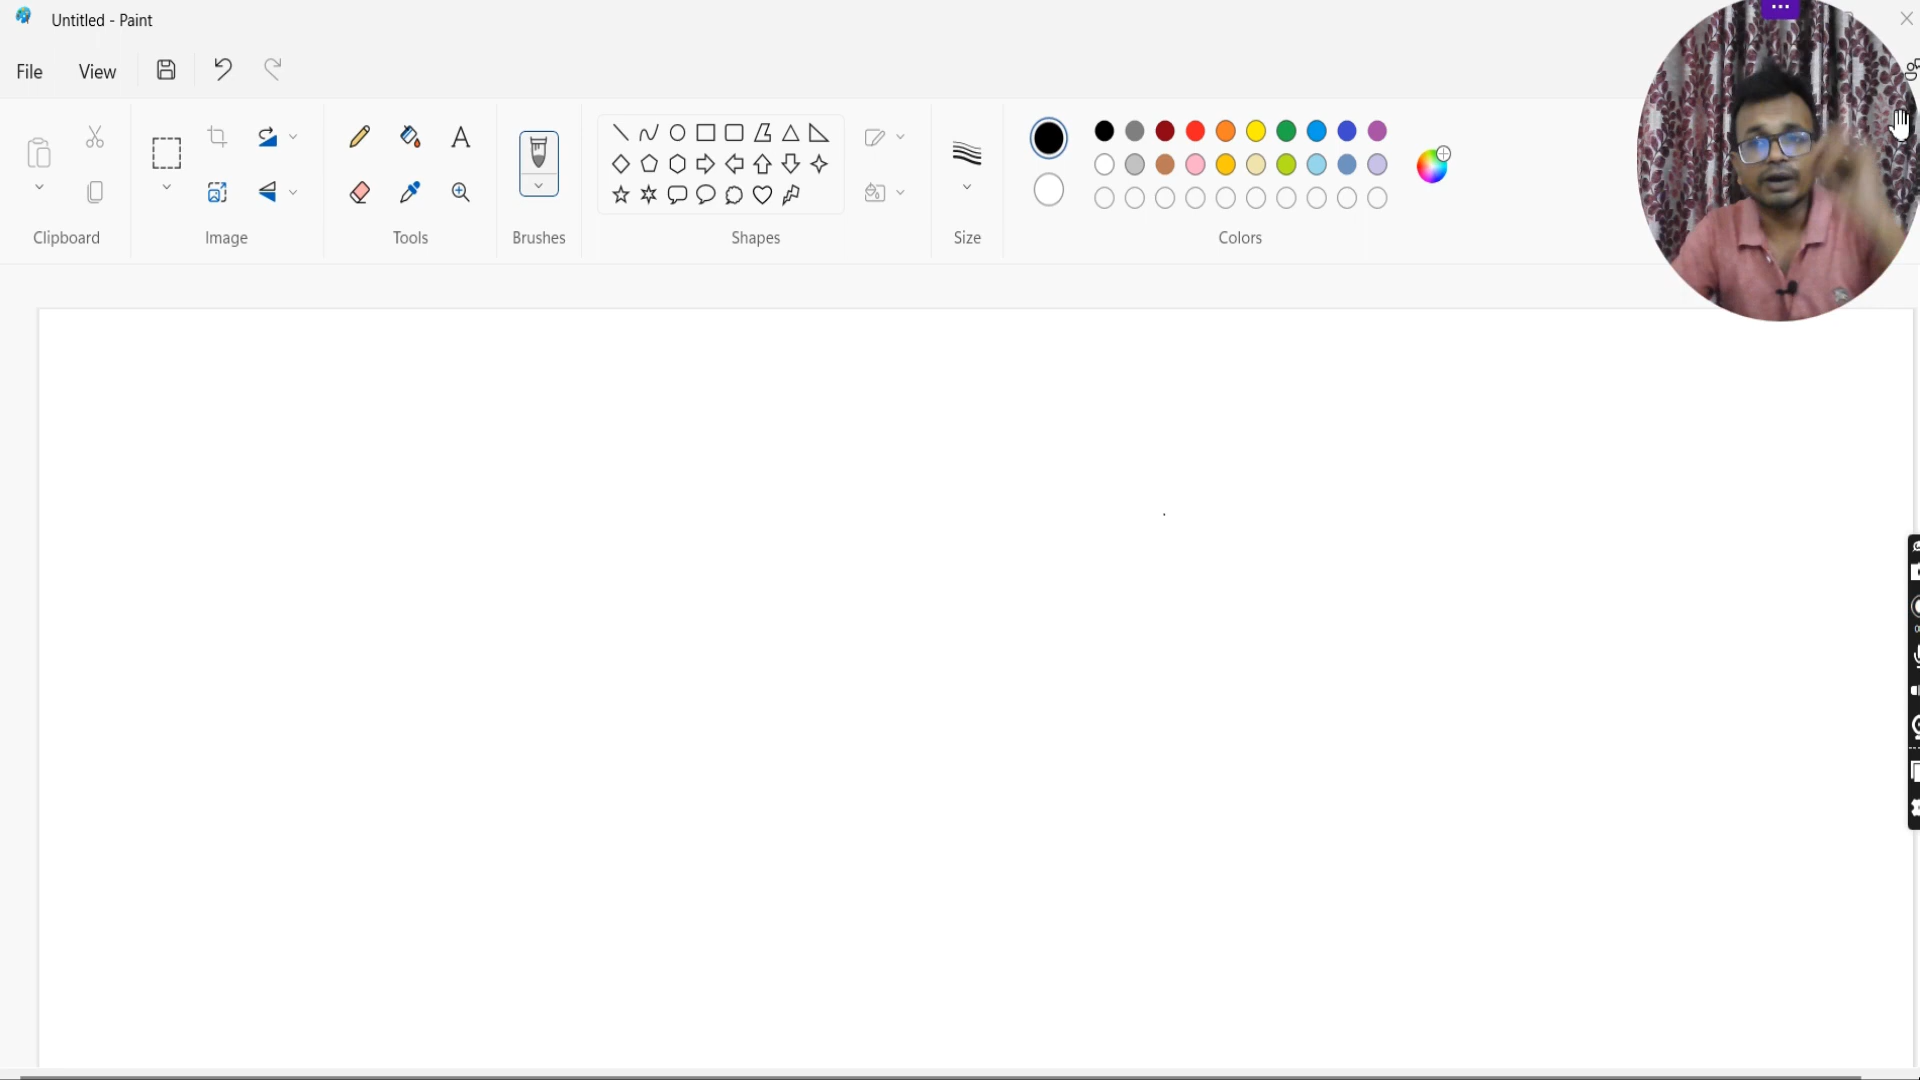 Untitled - Paint
File View
Clipboard
Image
Tools
Brushes
Shapes
Size
Colors